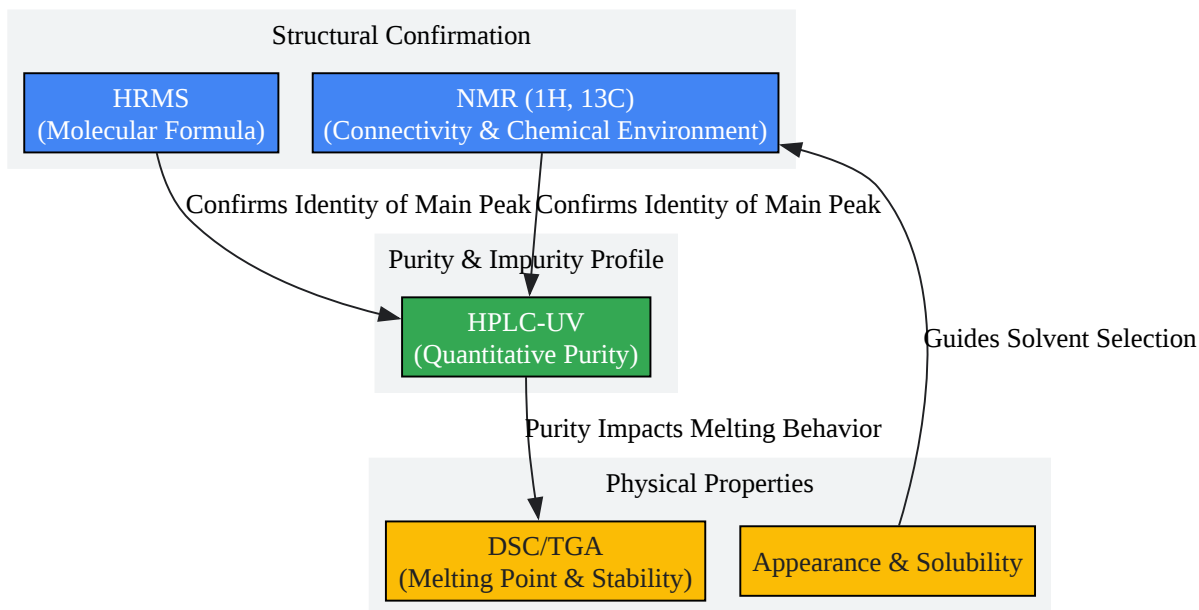 Structural Confirmation
HRMS
(Molecular Formula)
NMR (1H, 13C)
(Connectivity & Chemical Environment)
Confirms Identity of Main Peak
Confirms Identity of Main Peak
Purity & Impurity Profile
HPLC-UV
(Quantitative Purity)
Guides Solvent Selection
Purity Impacts Melting Behavior
Physical Properties
DSC/TGA
(Melting Point & Stability)
Appearance & Solubility